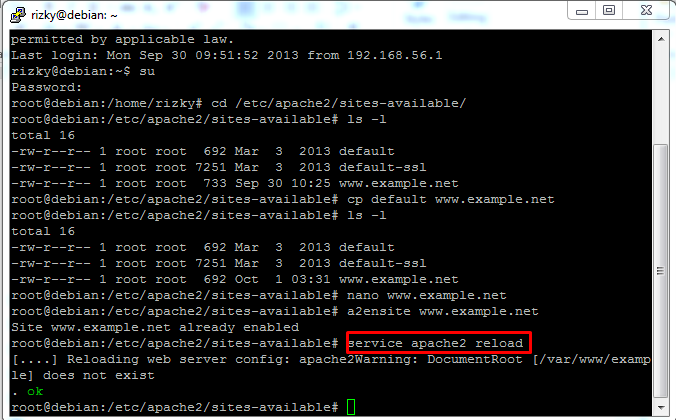 rizky@debian: ~
permitted by applicable law.
Last login: Mon Sep 30 09:51:52 2013 from 192.168.56.1
rizky@debian:~$ su
Password:
root@debian:/home/rizky# cd /etc/apache2/sites-available/
root@debian:/etc/apache2/sites-available# ls -l
total 16
-rw-r--r-- 1 root root  692 Mar  3  2013 default
-rw-r--r-- 1 root root 7251 Mar  3  2013 default-ssl
-rw-r--r-- 1 root root  733 Sep 30 10:25 www.example.net
root@debian:/etc/apache2/sites-available# cp default www.example.net
root@debian:/etc/apache2/sites-available# ls -l
total 16
-rw-r--r-- 1 root root  692 Mar  3  2013 default
-rw-r--r-- 1 root root 7251 Mar  3  2013 default-ssl
-rw-r--r-- 1 root root  692 Oct  1 03:31 www.example.net
root@debian:/etc/apache2/sites-available# nano www.example.net
root@debian:/etc/apache2/sites-available# a2ensite www.example.net
Site www.example.net already enabled
root@debian:/etc/apache2/sites-available# service apache2 reload
[....] Reloading web server config: apache2Warning: DocumentRoot [/var/www/examp
le] does not exist
. ok
root@debian:/etc/apache2/sites-available#